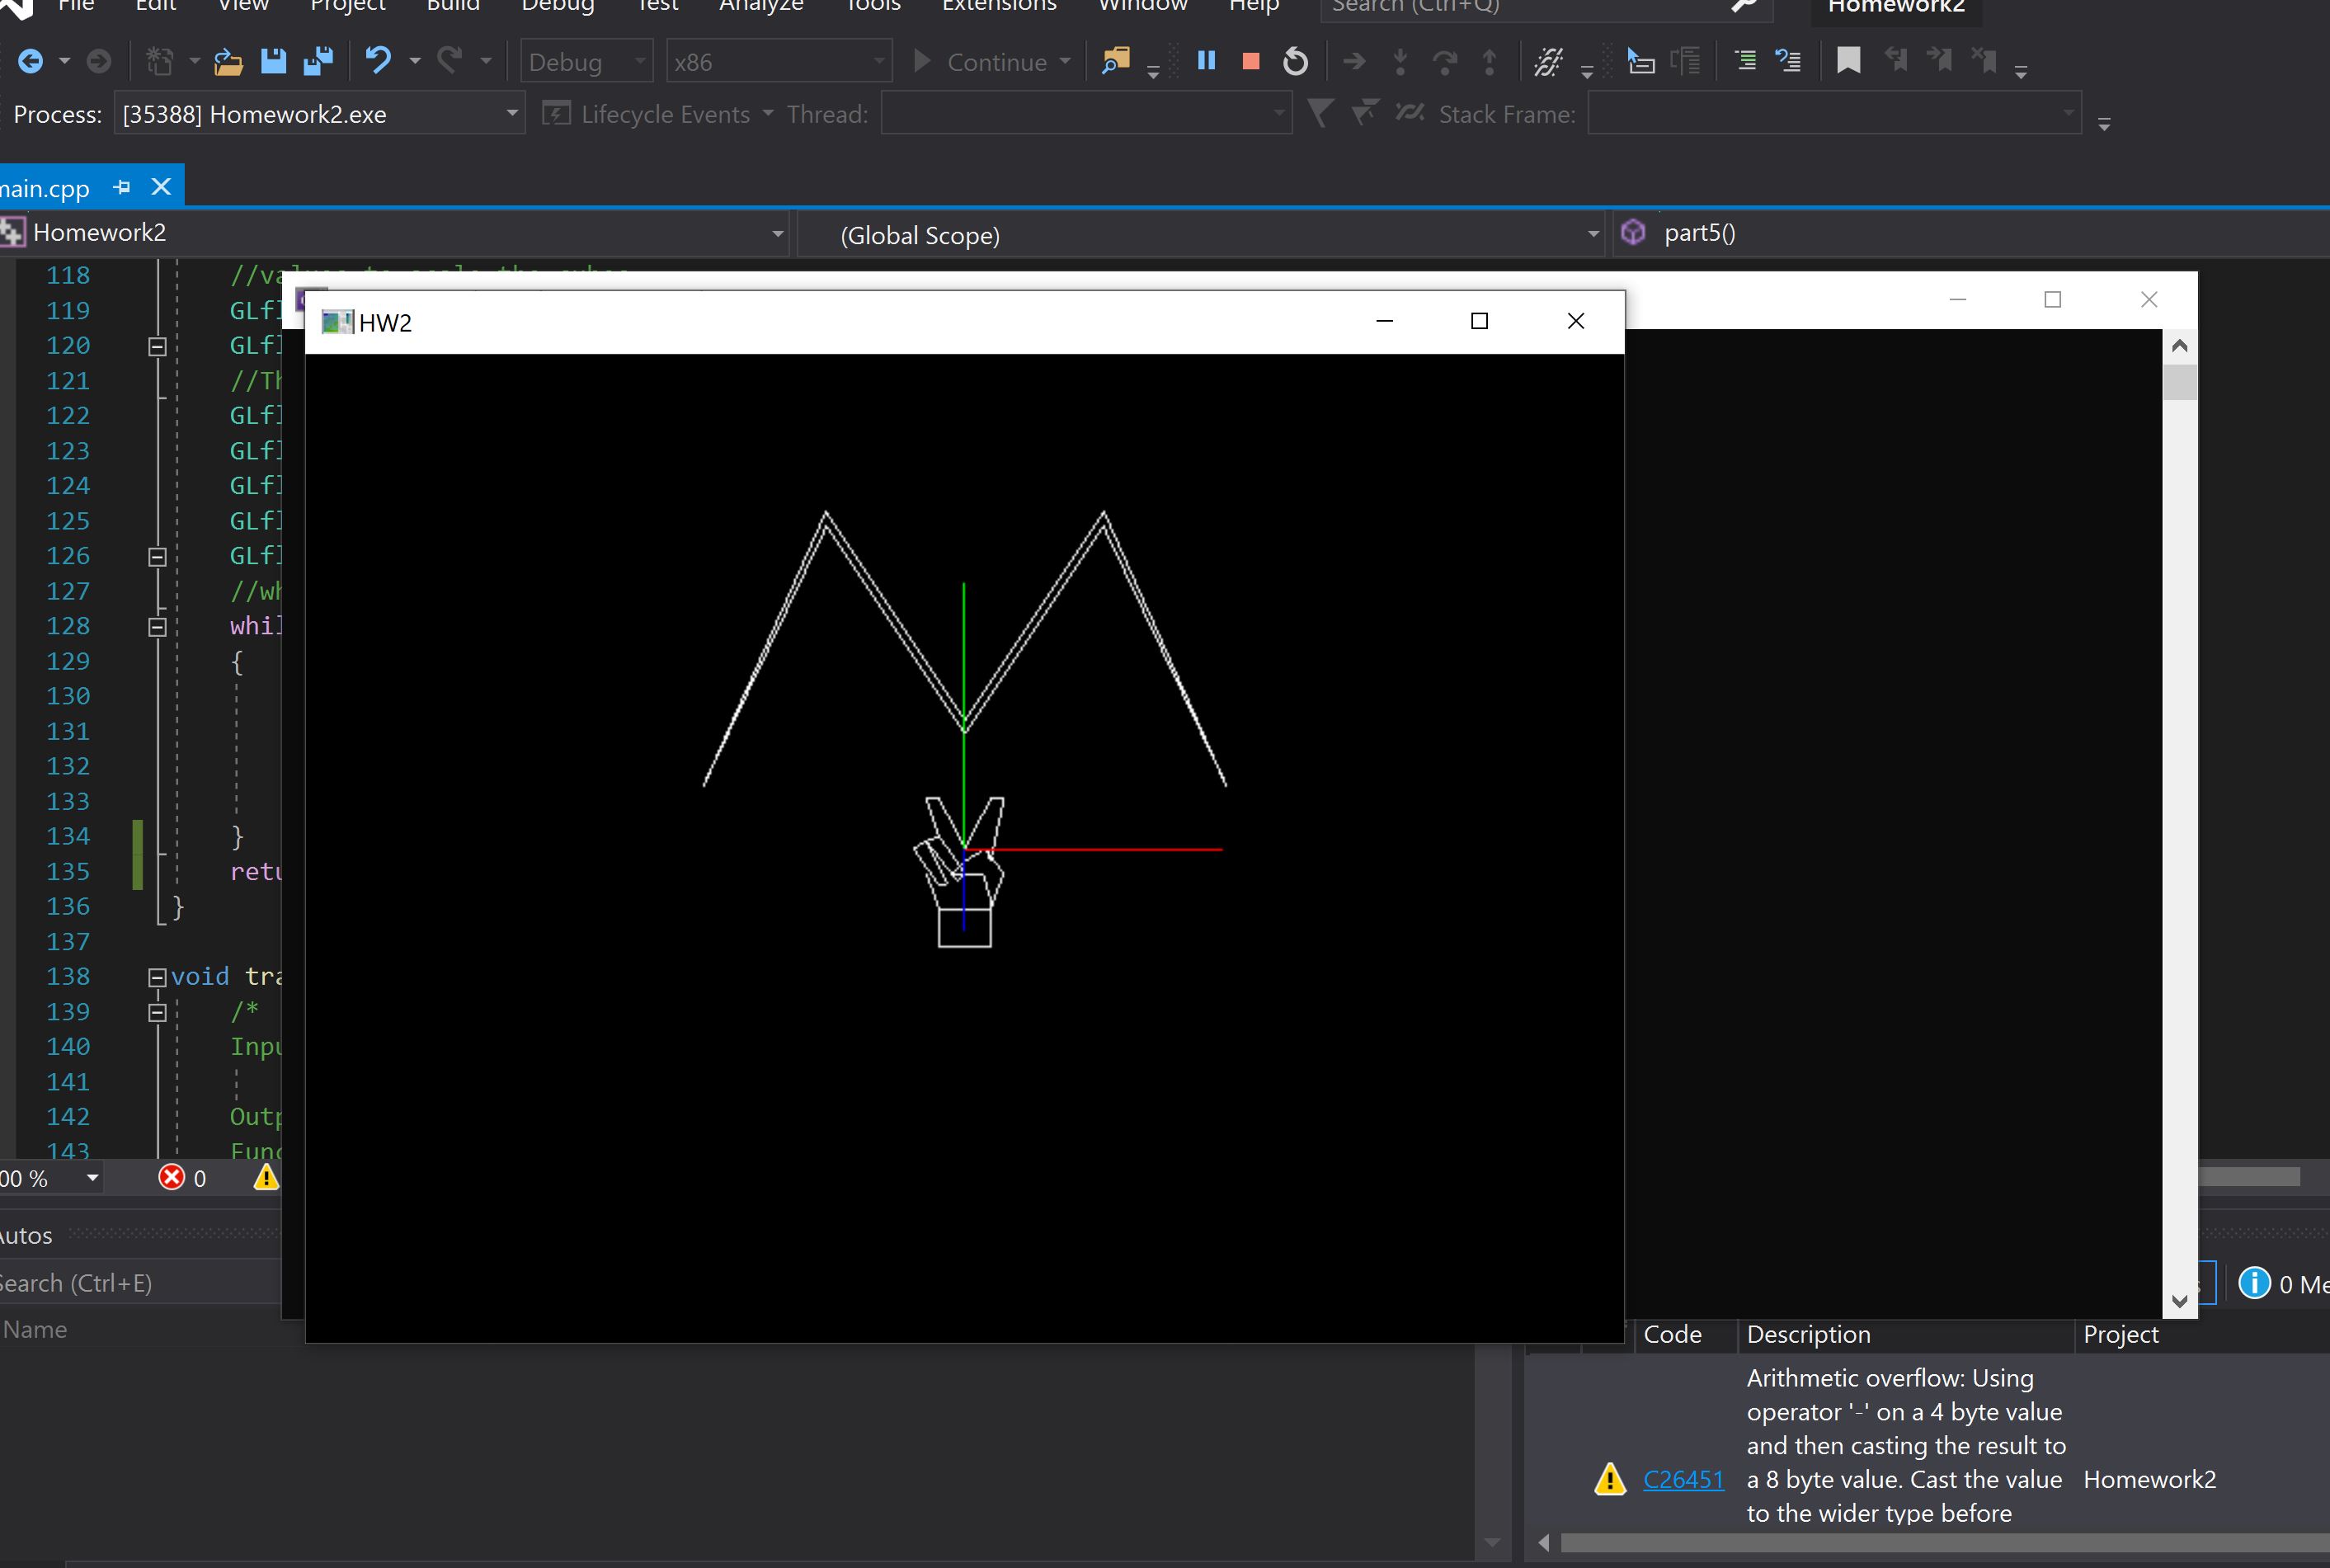 File Edit View Project Build Debug Test Analyze Tools Extensions Window Help Search (Ctrl+Q) Homework2
Debug x86 Continue
Process: [35388] Homework2.exe Lifecycle Events Thread: Stack Frame:
main.cpp
Homework2 (Global Scope) part5()
118 //values to scale the cubes
119 GLfl
HW2
120 GLfl
121 //Th
122 GLfl
123 GLfl
124 GLfl
125 GLfl
126 GLfl
127 //wh
128 whil
129 {
130
131
132
133
134 }
135 retu
136 }
137
138 void tra
139 /*
140 Inpu
141
142 Outp
143 Func
00 % 0
Autos
Search (Ctrl+E) 0 Me
Name
Code Description Project
Arithmetic overflow: Using
operator '-' on a 4 byte value
and then casting the result to
C26451 a 8 byte value. Cast the value Homework2
to the wider type before